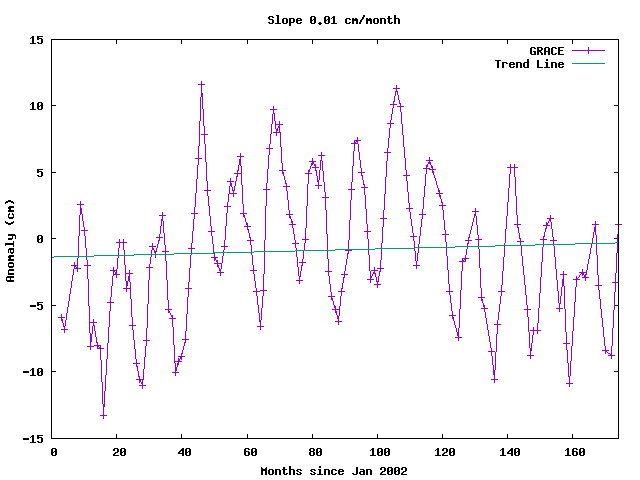 Slope 0.01 cm/month
GRACE
Trend Line
15
10
5
0
-5
-10
-15
Anomaly (cm)
0 20 40 60 80 100 120 140 160
Months since Jan 2002